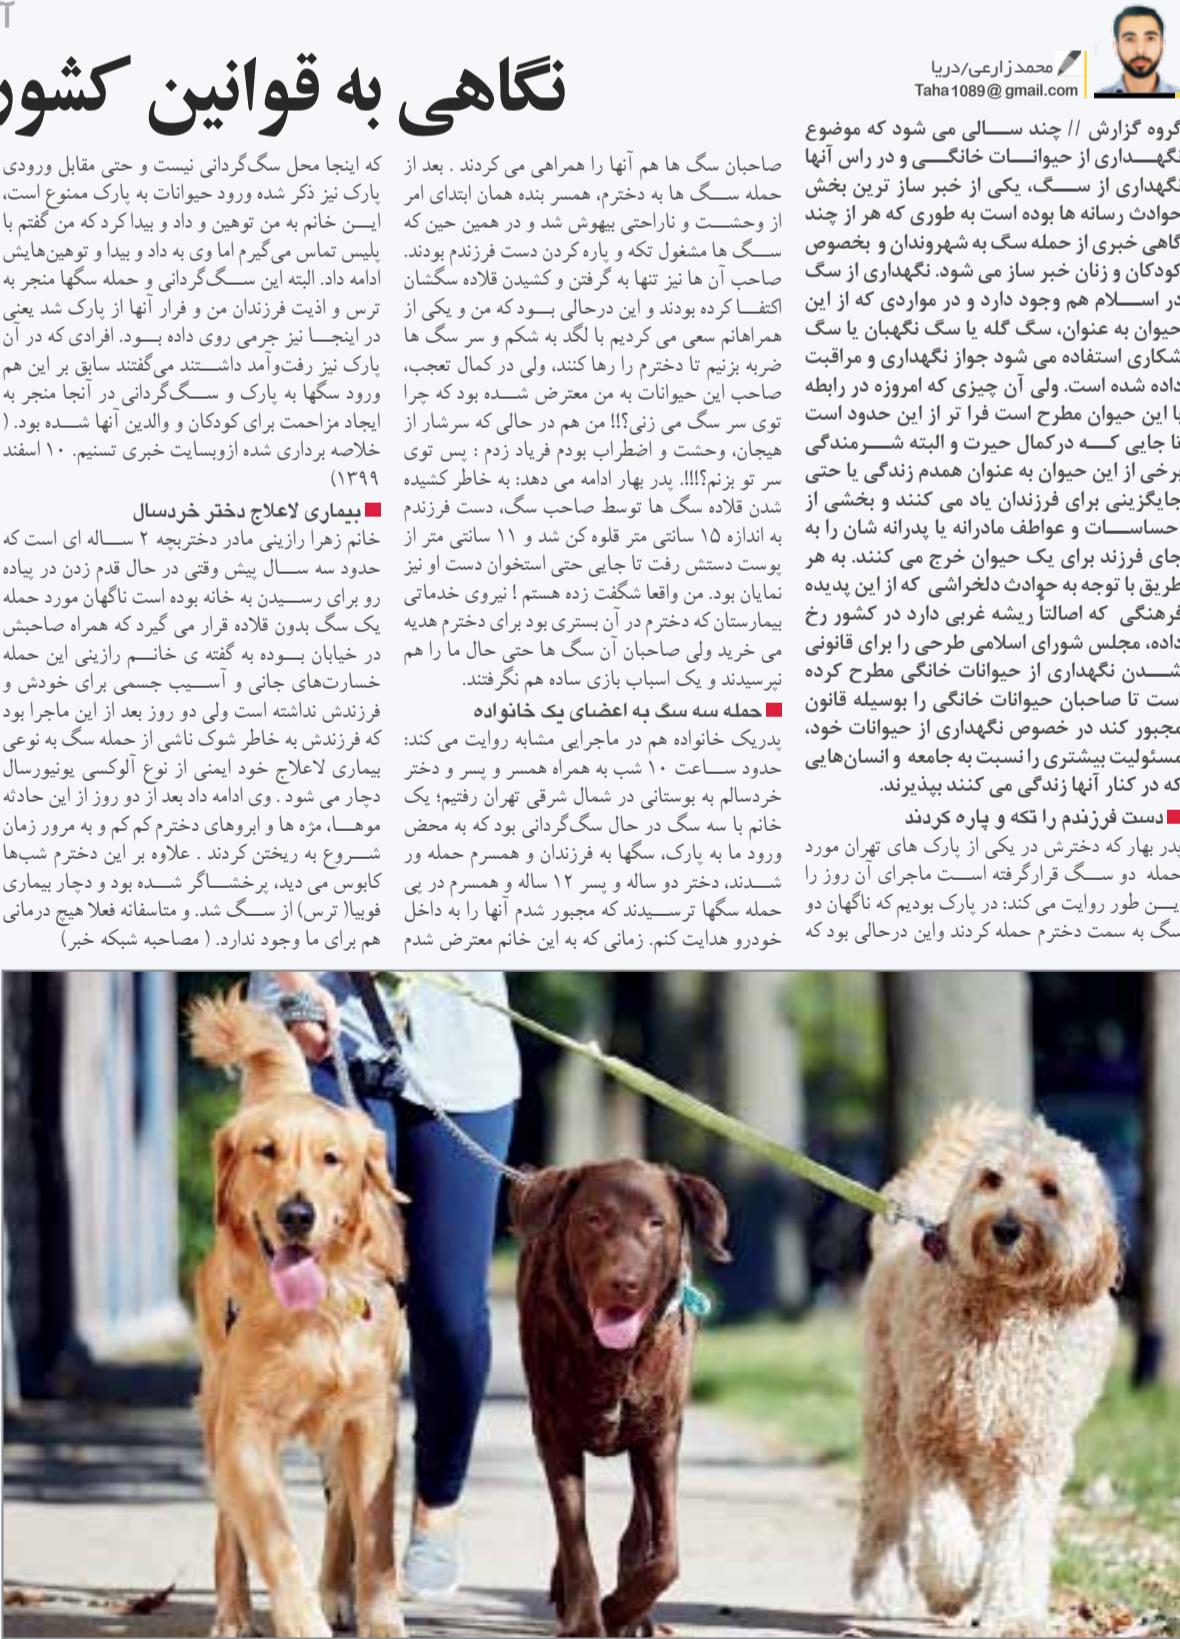 نگاهی به قوانین کشور
محمدزارعی/دریا
Taha1089@gmail.com
گروه گزارش // چند سالی می شود که موضوع
نگهداری از حیوانات خانگی و در راس آنها
نگهداری از سگ، یکی از خبر ساز ترین بخش
حوادث رسانه ها بوده است به طوری که هر از چند
گاهی خبری از حمله سگ به شهروندان و بخصوص
کودکان و زنان خبر ساز می شود. نگهداری از سگ
در اسلام هم وجود دارد و در مواردی که از این
حیوان به عنوان، سگ گله یا سگ نگهبان یا سگ
شکاری استفاده می شود جواز نگهداری و مراقبت
داده شده است. ولی آن چیزی که امروزه در رابطه
با این حیوان مطرح است فرا تر از این حدود است
تا جایی که درکمال حیرت و البته شرمندگی
برخی از این حیوان به عنوان همدم زندگی یا حتی
جایگزینی برای فرزندان یاد می کنند و بخشی از
احساسات و عواطف مادرانه یا پدرانه شان را به
جای فرزند برای یک حیوان خرج می کنند. به هر
طریق با توجه به حوادث دلخراشی که از این پدیده
فرهنگی که اصالتاً ریشه غربی دارد در کشور رخ
داده، مجلس شورای اسلامی طرحی را برای قانونی
شدن نگهداری از حیوانات خانگی مطرح کرده
است تا صاحبان حیوانات خانگی را بوسیله قانون
مجبور کند در خصوص نگهداری از حیوانات خود،
مسئولیت بیشتری را نسبت به جامعه و انسان‌هایی
که در کنار آنها زندگی می کنند بپذیرند.
دست فرزندم را تکه و پاره کردند
پدر بهار که دخترش در یکی از پارک های تهران مورد
حمله دو سگ قرارگرفته است ماجرای آن روز را
این طور روایت می کند: در پارک بودیم که ناگهان دو
سگ به سمت دخترم حمله کردند واین درحالی بود که
صاحبان سگ ها هم آنها را همراهی می کردند . بعد از
حمله سگ ها به دخترم، همسر بنده همان ابتدای امر
از وحشت و ناراحتی بیهوش شد و در همین حین که
سگ ها مشغول تکه و پاره کردن دست فرزندم بودند.
صاحب آن ها نیز تنها به گرفتن و کشیدن قلاده سگشان
اکتفا کرده بودند و این درحالی بود که من و یکی از
همراهانم سعی می کردیم با لگد به شکم و سر سگ ها
ضربه بزنیم تا دخترم را رها کنند، ولی در کمال تعجب،
صاحب این حیوانات به من معترض شده بود که چرا
توی سر سگ می زنی؟!! من هم در حالی که سرشار از
هیجان، وحشت و اضطراب بودم فریاد زدم : پس توی
سر تو بزنم؟!!!. پدر بهار ادامه می دهد: به خاطر کشیده
شدن قلاده سگ ها توسط صاحب سگ، دست فرزندم
به اندازه ۱۵ سانتی متر قلوه کن شد و ۱۱ سانتی متر از
پوست دستش رفت تا جایی حتی استخوان دست او نیز
نمایان بود. من واقعا شگفت زده هستم ! نیروی خدماتی
بیمارستان که دخترم در آن بستری بود برای دخترم هدیه
می خرید ولی صاحبان آن سگ ها حتی حال ما را هم
نپرسیدند و یک اسباب بازی ساده هم نگرفتند.
حمله سه سگ به اعضای یک خانواده
پدریک خانواده هم در ماجرایی مشابه روایت می کند:
حدود ساعت ۱۰ شب به همراه همسر و پسر و دختر
خردسالم به بوستانی در شمال شرقی تهران رفتیم؛ یک
خانم با سه سگ در حال سگ‌گردانی بود که به محض
ورود ما به پارک، سگها به فرزندان و همسرم حمله ور
شدند، دختر دو ساله و پسر ۱۲ ساله و همسرم در پی
حمله سگها ترسیدند که مجبور شدم آنها را به داخل
خودرو هدایت کنم. زمانی که به این خانم معترض شدم
که اینجا محل سگ‌گردانی نیست و حتی مقابل ورودی
پارک نیز ذکر شده ورود حیوانات به پارک ممنوع است،
این خانم به من توهین و داد و بیدا کرد که من گفتم با
پلیس تماس می‌گیرم اما وی به داد و بیدا و توهین‌هایش
ادامه داد. البته این سگ‌گردانی و حمله سگها منجر به
ترس و اذیت فرزندان من و فرار آنها از پارک شد یعنی
در اینجا نیز جرمی روی داده بود. افرادی که در آن
پارک نیز رفت‌وآمد داشتند می‌گفتند سابق بر این هم
ورود سگها به پارک و سگ‌گردانی در آنجا منجر به
ایجاد مزاحمت برای کودکان و والدین آنها شده بود. (
خلاصه برداری شده ازوبسایت خبری تسنیم. ۱۰ اسفند
۱۳۹۹)
بیماری لاعلاج دختر خردسال
خانم زهرا رازینی مادر دختربچه ۲ ساله ای است که
حدود سه سال پیش وقتی در حال قدم زدن در پیاده
رو برای رسیدن به خانه بوده است ناگهان مورد حمله
یک سگ بدون قلاده قرار می گیرد که همراه صاحبش
در خیابان بوده به گفته ی خانم رازینی این حمله
خسارت‌های جانی و آسیب جسمی برای خودش و
فرزندش نداشته است ولی دو روز بعد از این ماجرا بود
که فرزندش به خاطر شوک ناشی از حمله سگ به نوعی
بیماری لاعلاج خود ایمنی از نوع آلوکسی یونیورسال
دچار می شود . وی ادامه داد بعد از دو روز از این حادثه
موها، مژه ها و ابروهای دخترم کم کم و به مرور زمان
شروع به ریختن کردند . علاوه بر این دخترم شب‌ها
کابوس می دید، پرخشاگر شده بود و دچار بیماری
فوبیا( ترس) از سگ شد. و متاسفانه فعلا هیچ درمانی
هم برای ما وجود ندارد. ( مصاحبه شبکه خبر)